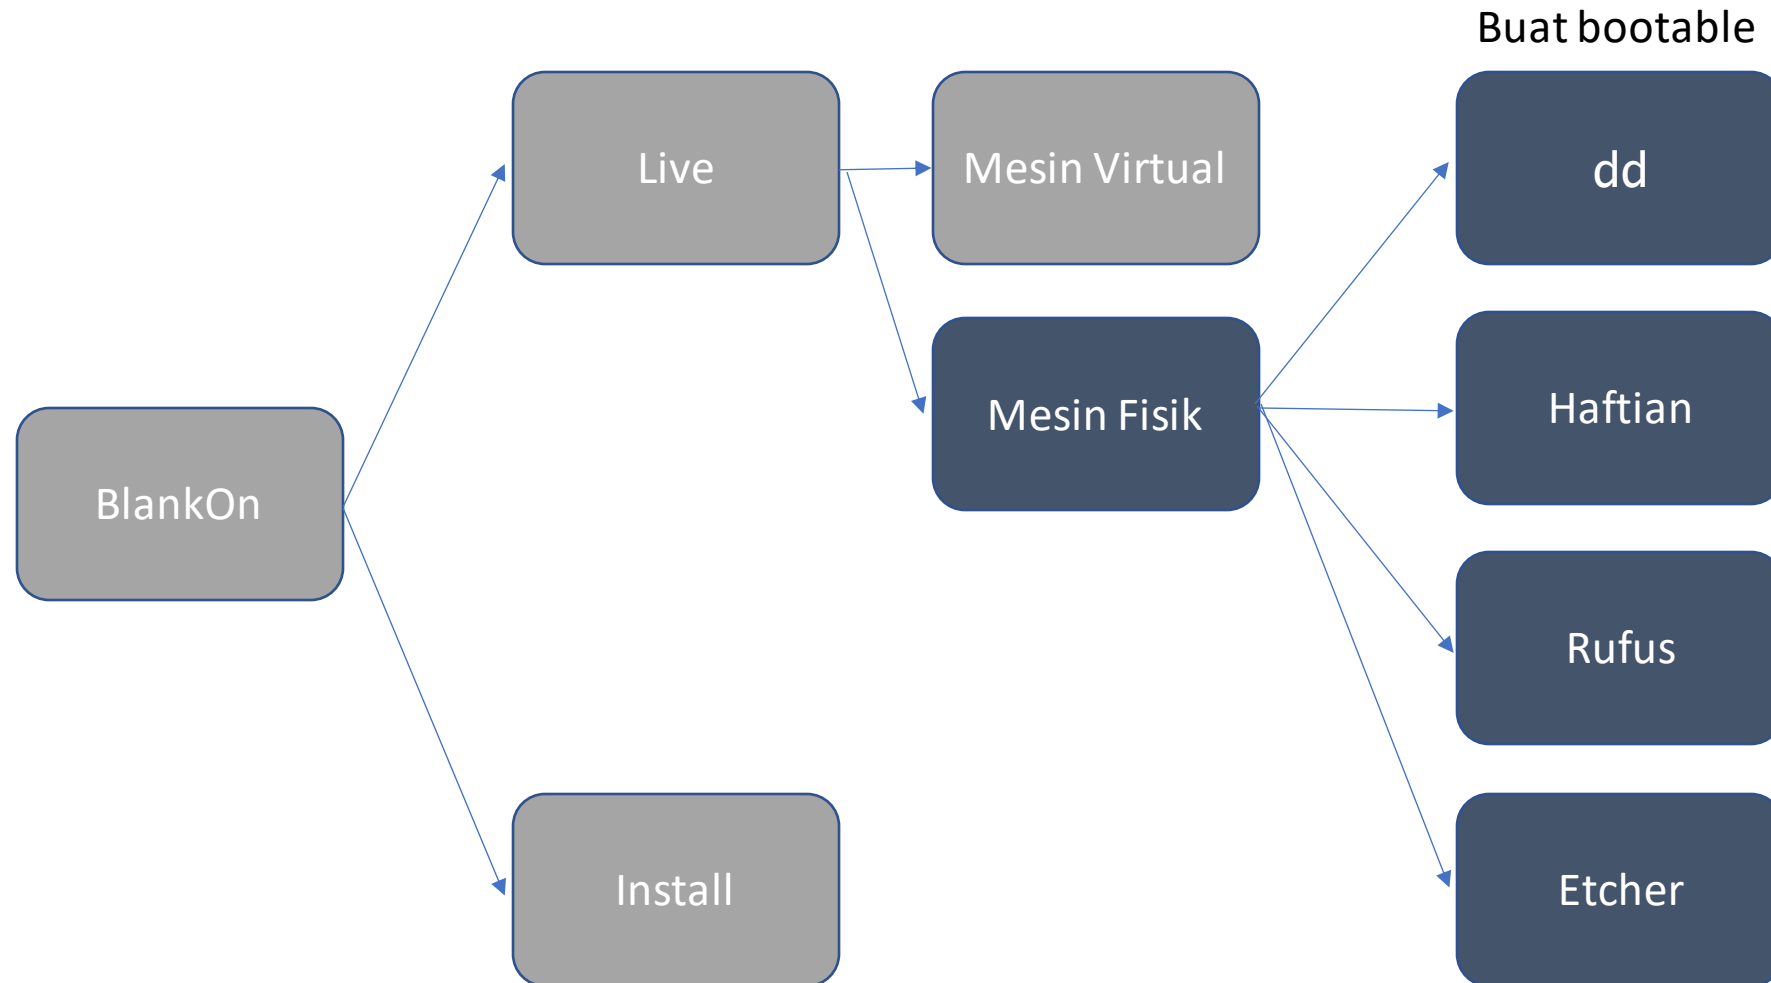 Buat bootable
Live
Mesin Virtual
dd
Mesin Fisik
Haftian
BlankOn
Rufus
Install
Etcher